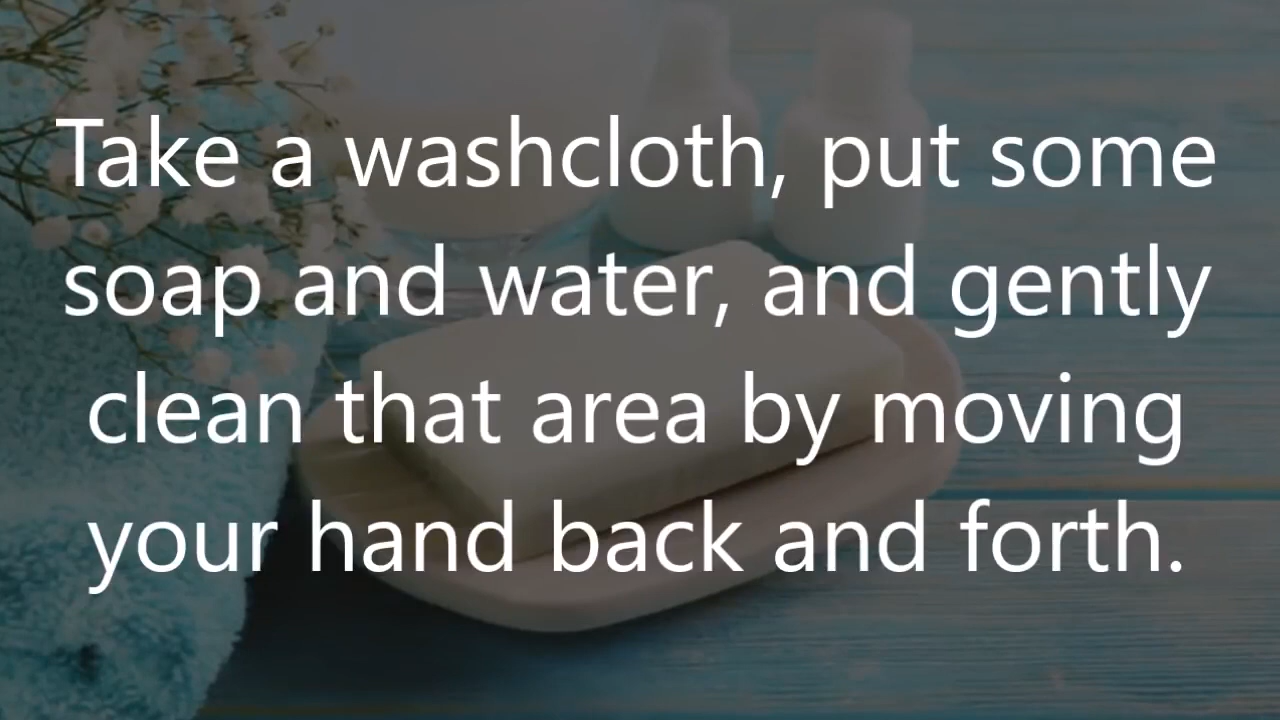 Take a washcloth, put some
soap and water, and gently
clean that area by moving
your hand back and forth.